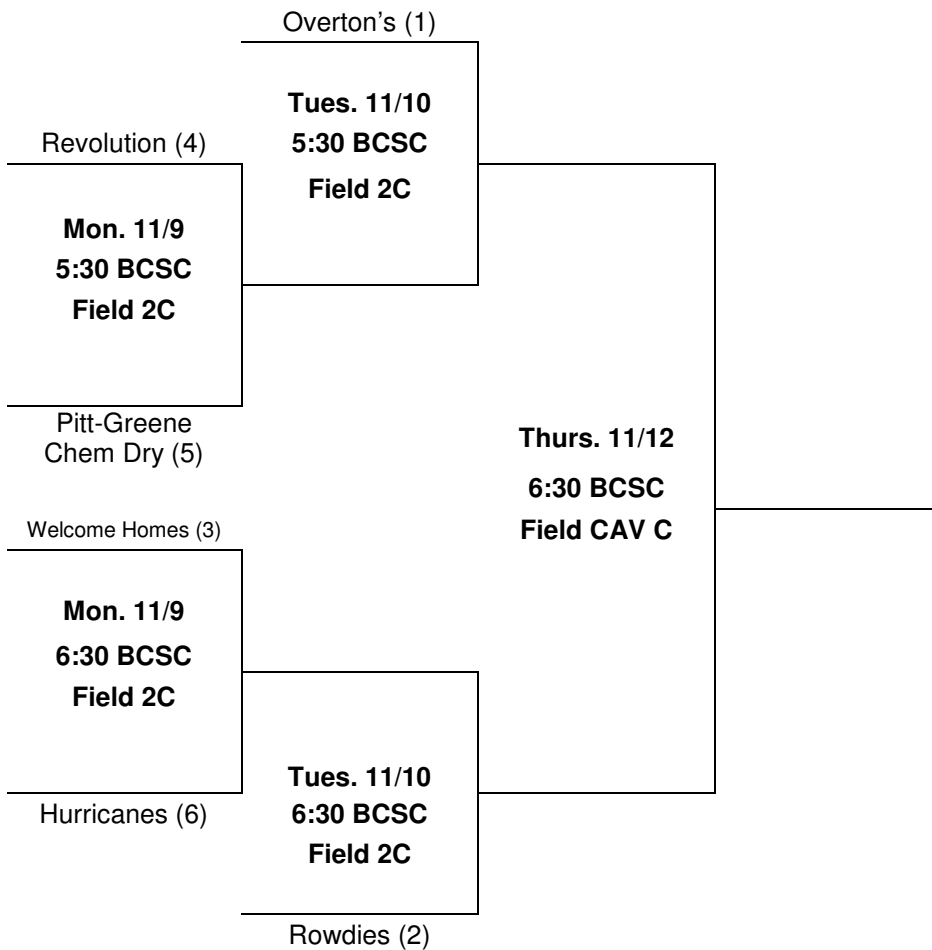 Overton’s (1)
Tues. 11/10
5:30 BCSC
Field 2C
Revolution (4)
Mon. 11/9
5:30 BCSC
Field 2C
Pitt-Greene
Chem Dry (5)
Thurs. 11/12
6:30 BCSC
Field CAV C
Welcome Homes (3)
Mon. 11/9
6:30 BCSC
Field 2C
Hurricanes (6)
Tues. 11/10
6:30 BCSC
Field 2C
Rowdies (2)